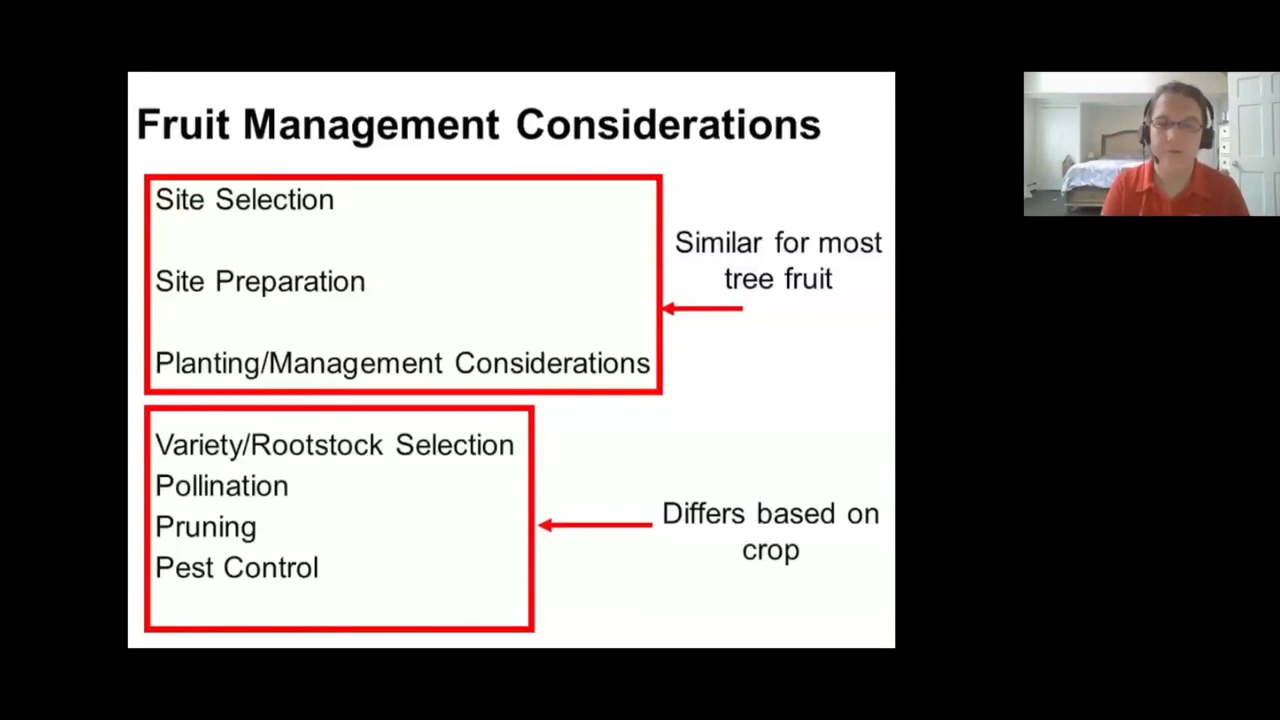 Fruit Management Considerations
Site Selection
Site Preparation
Planting/Management Considerations
Similar for most
tree fruit
Variety/Rootstock Selection
Pollination
Pruning
Pest Control
Differs based on
crop